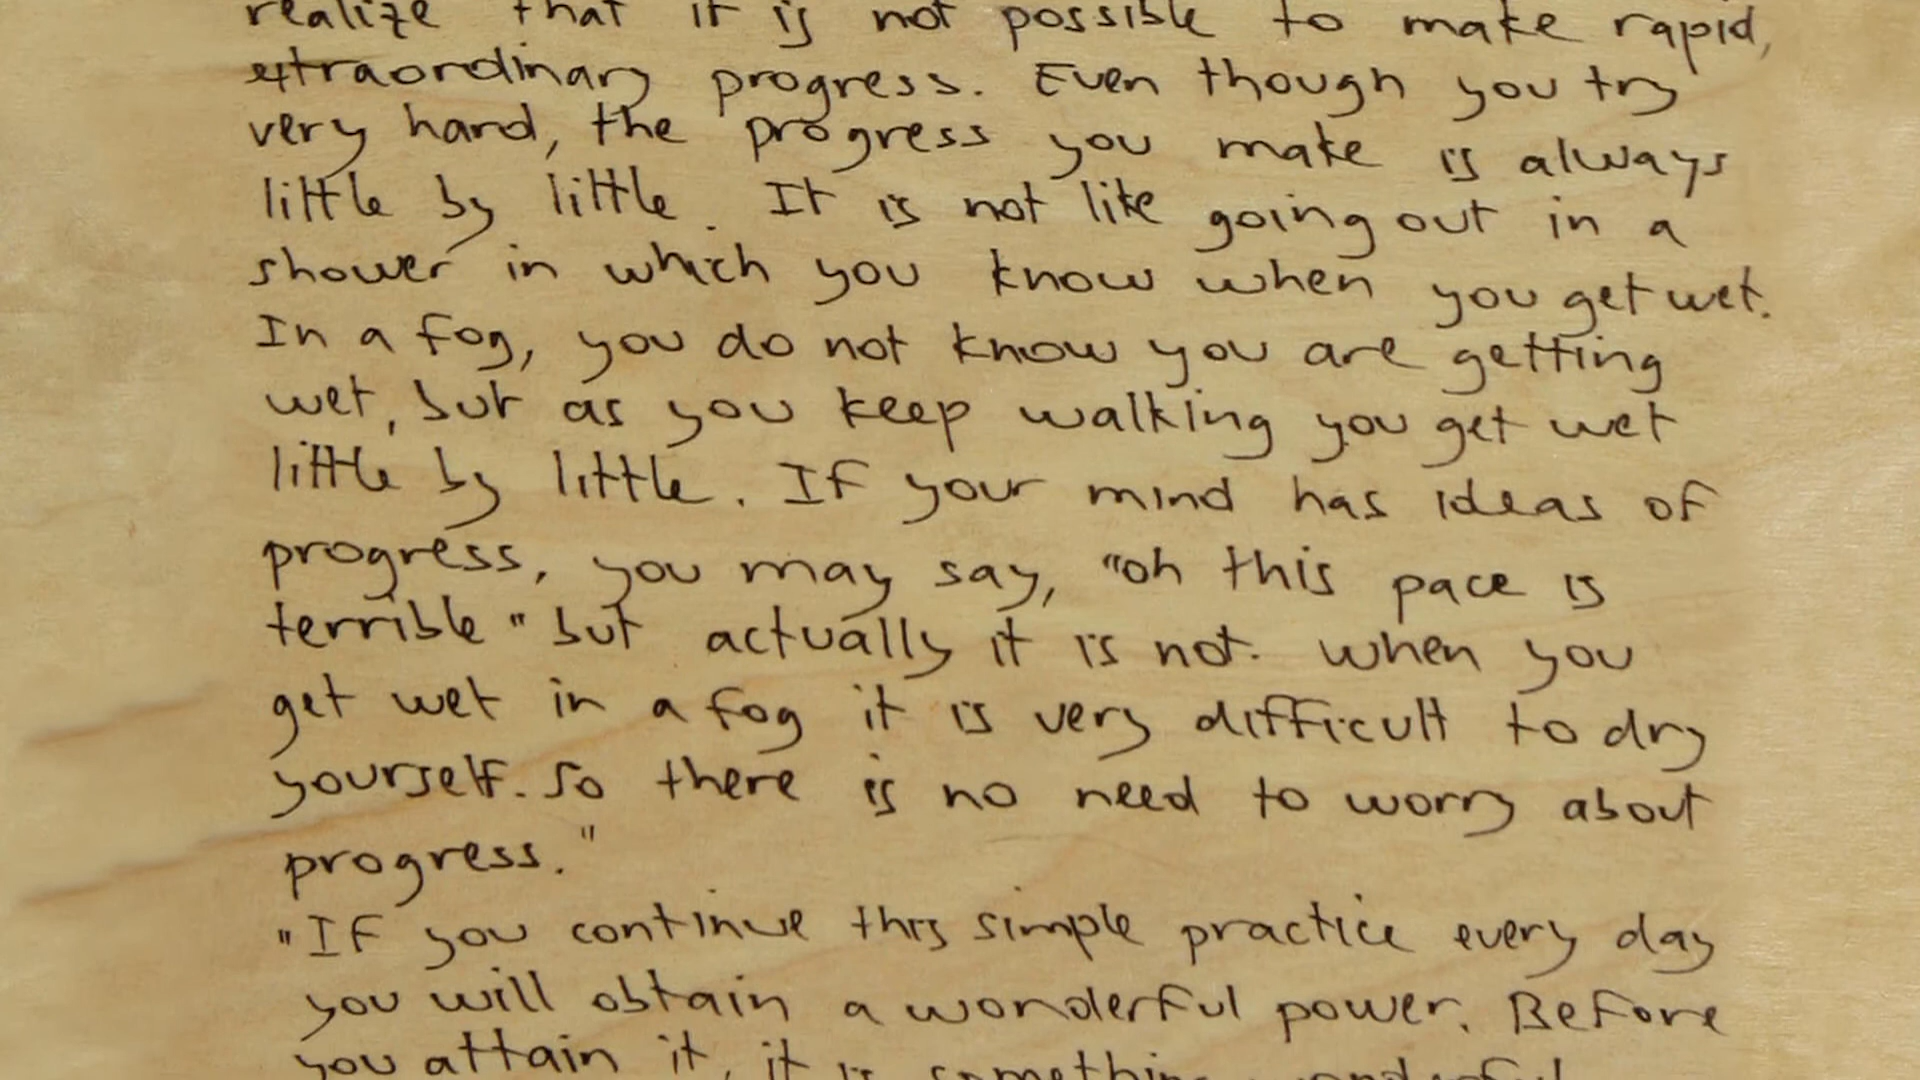 realize that it is not possible to make rapid,
extraordinary progress. Even though you try
very hard, the progress you make is always
little by little. It is not like going out in a
shower in which you know when you get wet.
In a fog, you do not know you are getting
wet, but as you keep walking you get wet
little by little. If your mind has ideas of
progress, you may say, "oh this pace is
terrible" but actually it is not. when you
get wet in a fog it is very difficult to dry
yourself. So there is no need to worry about
progress."
"If you continue this simple practice every day
you will obtain a wonderful power. Before
you attain it, it is something wonderful